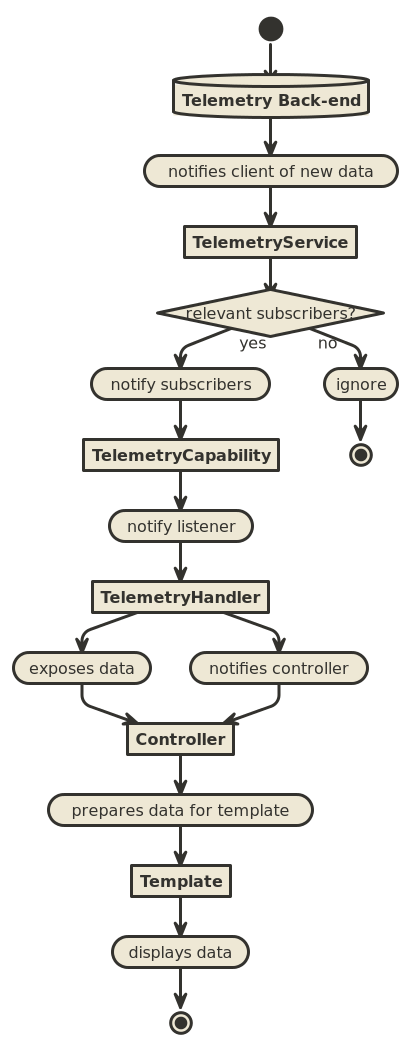 Telemetry Back-end
notifies client of new data
TelemetryService
relevant subscribers?
yes
no
notify subscribers
ignore
TelemetryCapability
notify listener
TelemetryHandler
exposes data
notifies controller
Controller
prepares data for template
Template
displays data